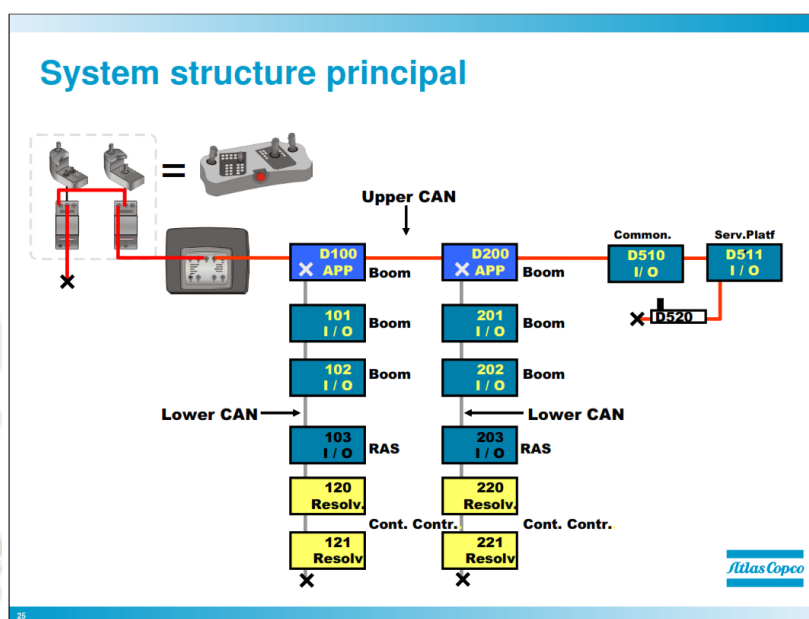 System structure principal
=
Upper CAN
Common.
Serv.Platf
D100
APP
Boom
D200
APP
Boom
D510
I/ O
D511
I / O
D520
101
I / O
Boom
201
I / O
Boom
102
I / O
Boom
202
I / O
Boom
Lower CAN
Lower CAN
103
I / O
RAS
203
I / O
RAS
120
Resolv.
220
Resolv.
Cont. Contr.
Cont. Contr.
121
Resolv
221
Resolv
Atlas Copco
25